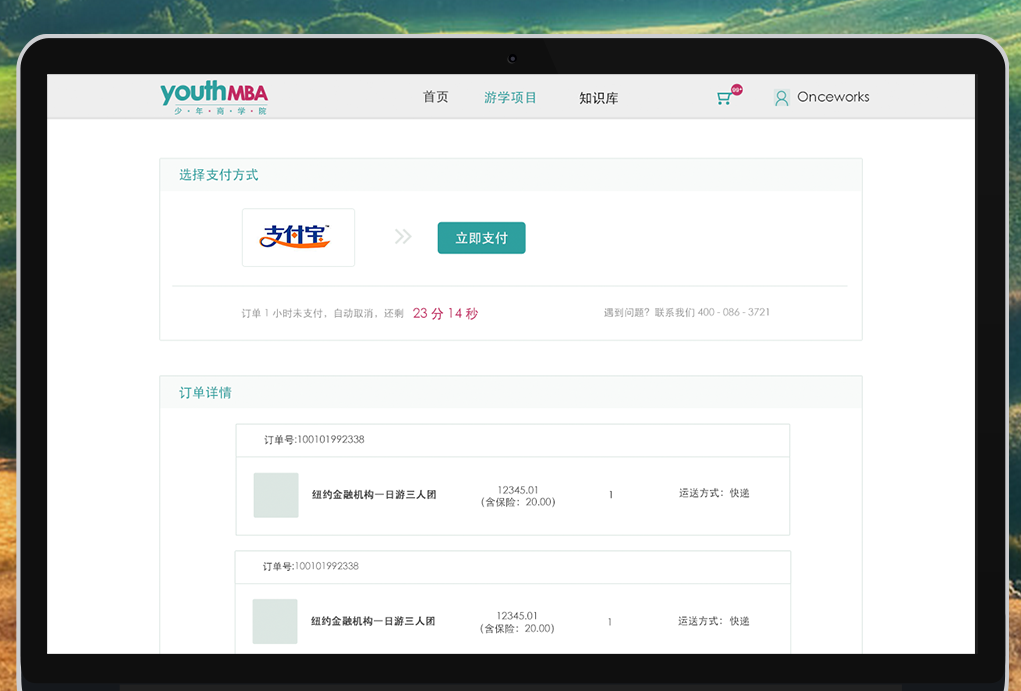 youthMBA
少·年·商·学·院
首页
游学项目
知识库
99+
Onceworks
选择支付方式
支付宝
立即支付
订单 1 小时未支付，自动取消，还剩 23 分 14 秒
遇到问题？联系我们 400 - 086 - 3721
订单详情
订单号:100101992338
纽约金融机构一日游三人团
12345.01
(含保险：20.00)
1
运送方式：快递
订单号:100101992338
纽约金融机构一日游三人团
12345.01
(含保险：20.00)
1
运送方式：快递